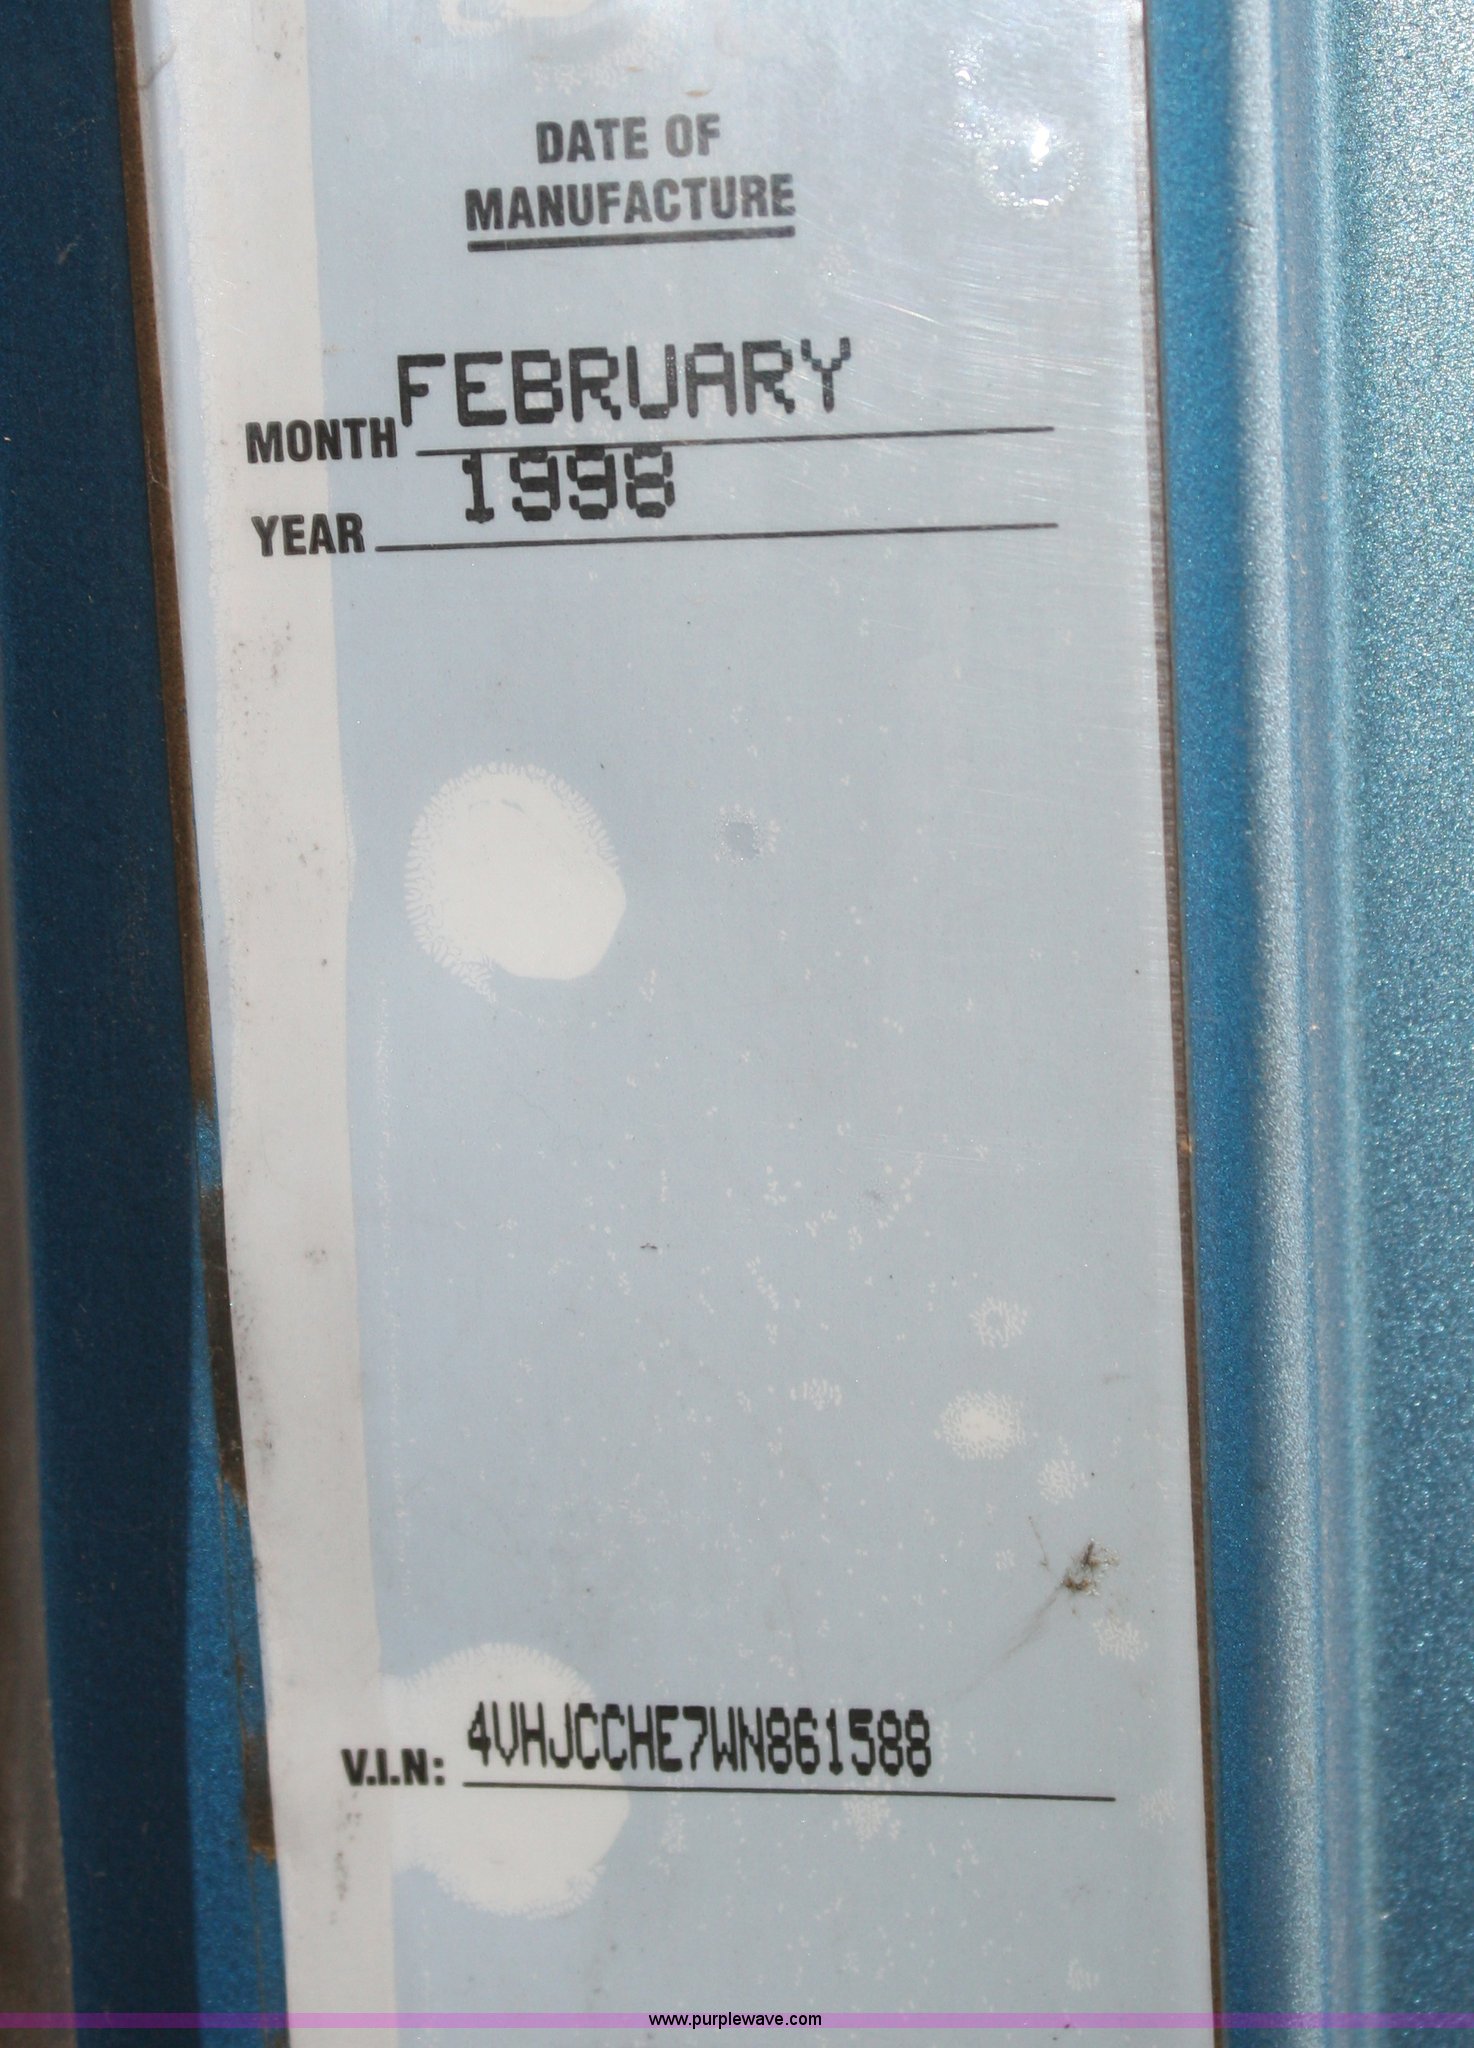 DATE OF
MANUFACTURE
MONTH FEBRUARY
YEAR 1998
V.I.N: 4VHJCCHE7WN861588
www.purplewave.com